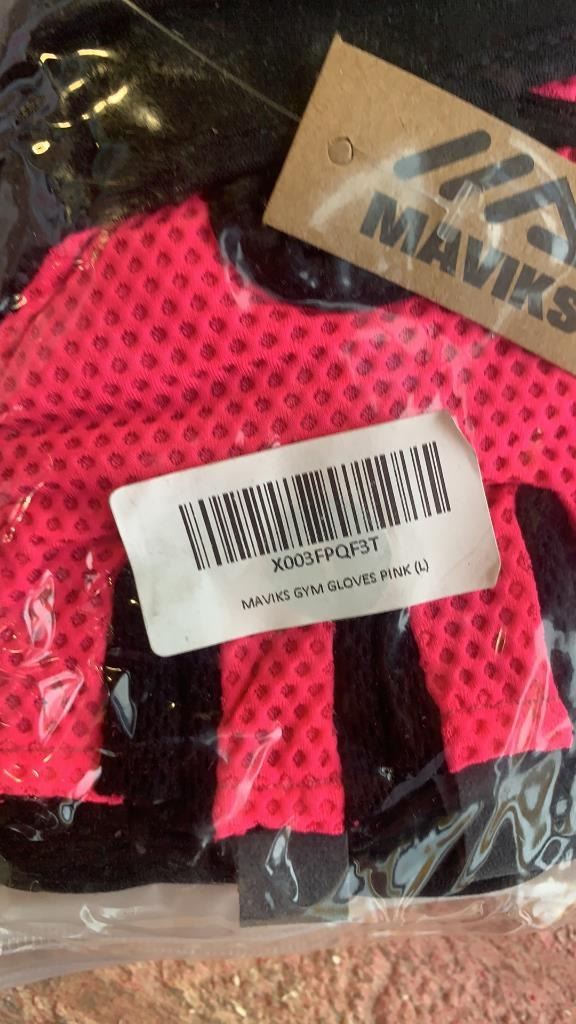 MAVIKS
X003FPQF3T
MAVIKS GYM GLOVES PINK (L)